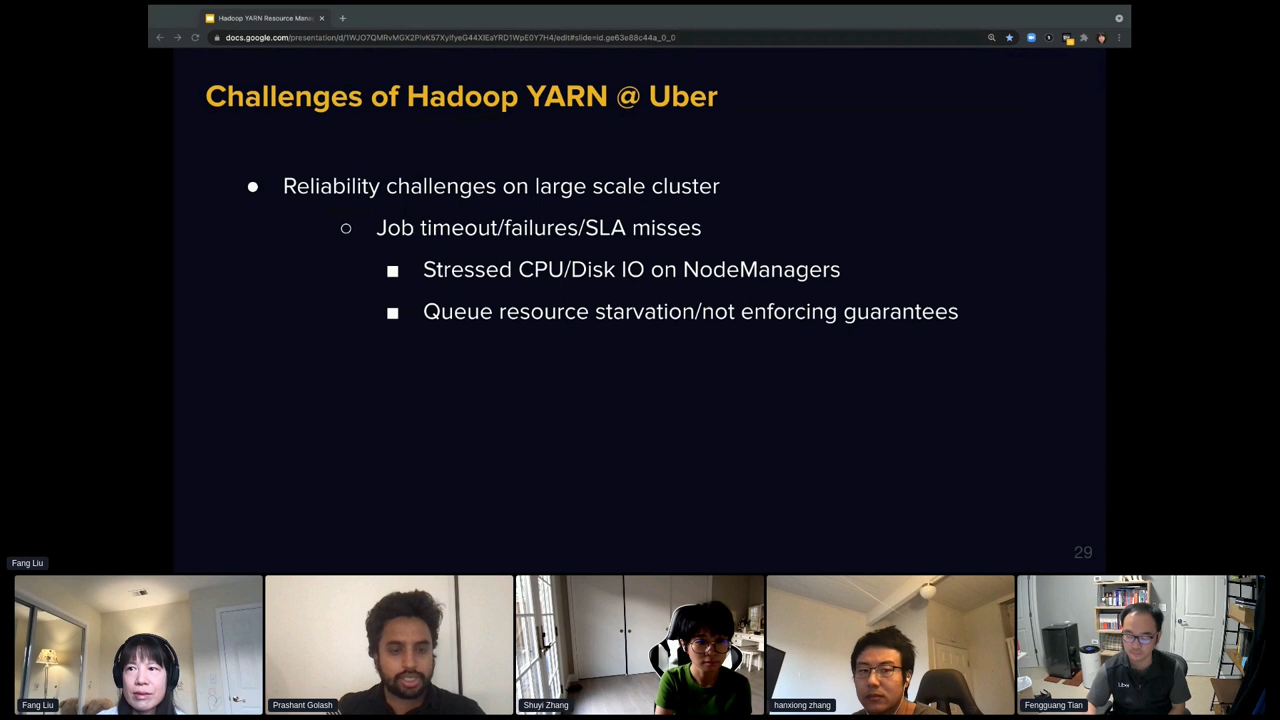 Hadoop YARN Resource Mana
docs.google.com/presentation/d/1WJO7QMRvMGX2PIvK57XyIfyeG44XIEaYRD1WpE0Y7H4/edit#slide=id.ge63e88c44a_0_0
Challenges of Hadoop YARN @ Uber
Reliability challenges on large scale cluster
Job timeout/failures/SLA misses
Stressed CPU/Disk IO on NodeManagers
Queue resource starvation/not enforcing guarantees
29
Fang Liu
Fang Liu
Prashant Golash
Shuyi Zhang
hanxiong zhang
Fengguang Tian
Uber